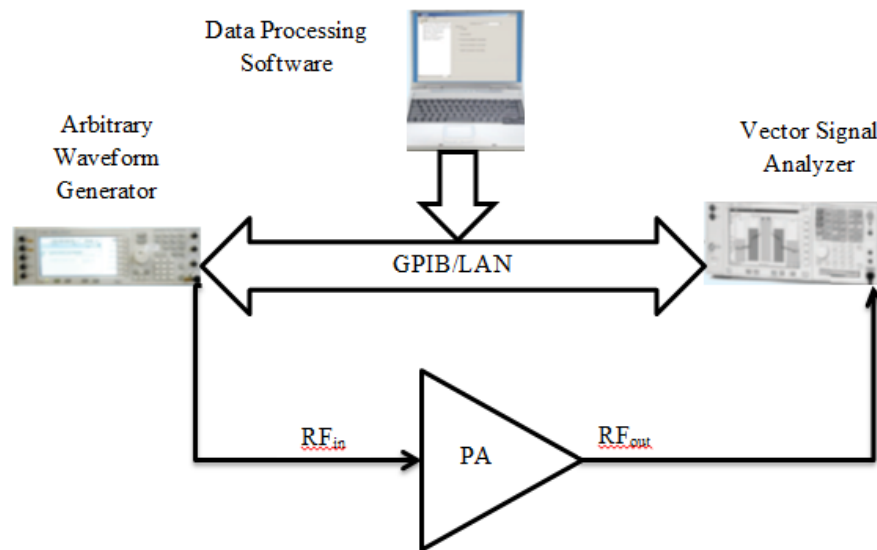 Data Processing
Software
Arbitrary
Waveform
Generator
Vector Signal
Analyzer
GPIB/LAN
RFin
PA
RFout